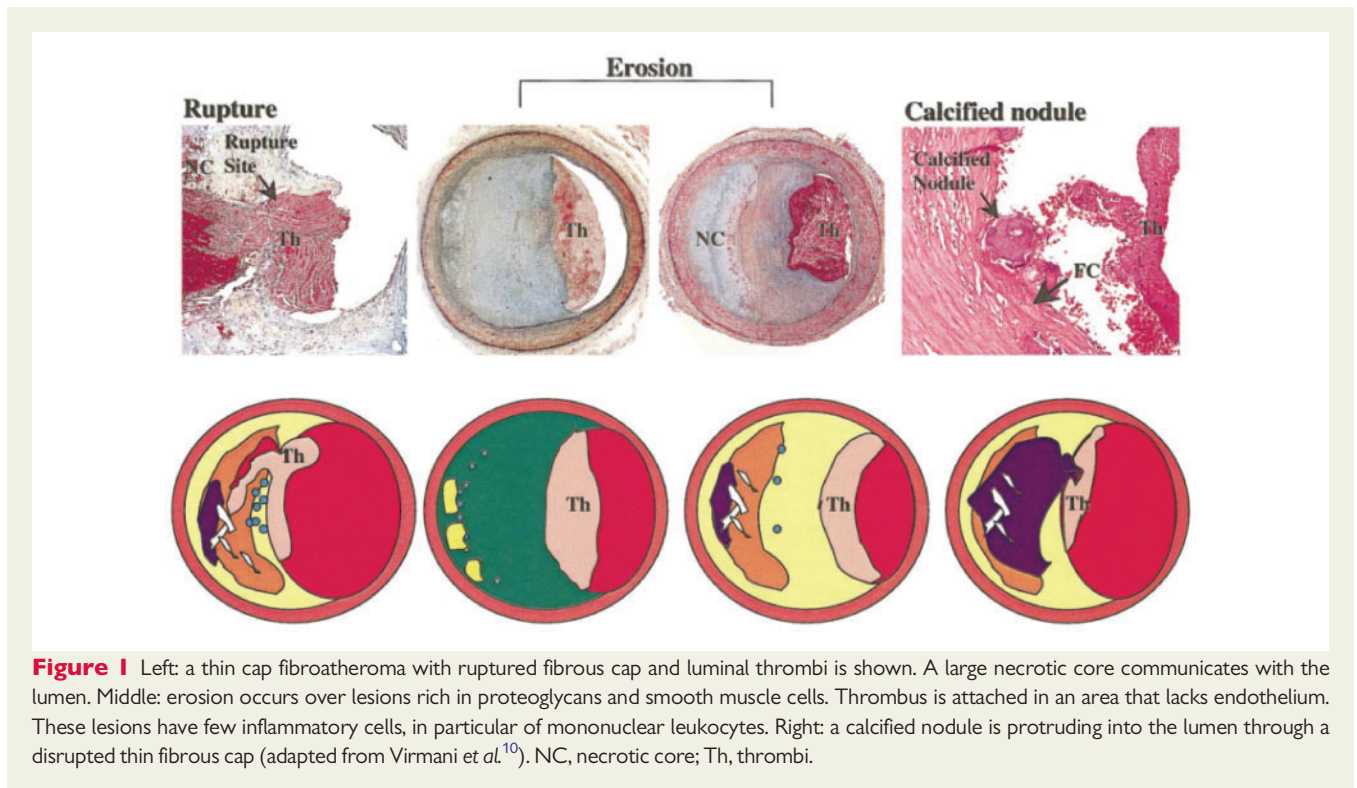 Erosion
Rupture
Calcified nodule
Rupture
NC Site
Th
Th
NC
Th
Calcified
Nodule
FC
Th
Th
Th
Th
Th
Figure 1 Left: a thin cap fibroatheroma with ruptured fibrous cap and luminal thrombi is shown. A large necrotic core communicates with the
lumen. Middle: erosion occurs over lesions rich in proteoglycans and smooth muscle cells. Thrombus is attached in an area that lacks endothelium.
These lesions have few inflammatory cells, in particular of mononuclear leukocytes. Right: a calcified nodule is protruding into the lumen through a
disrupted thin fibrous cap (adapted from Virmani et al.10). NC, necrotic core; Th, thrombi.